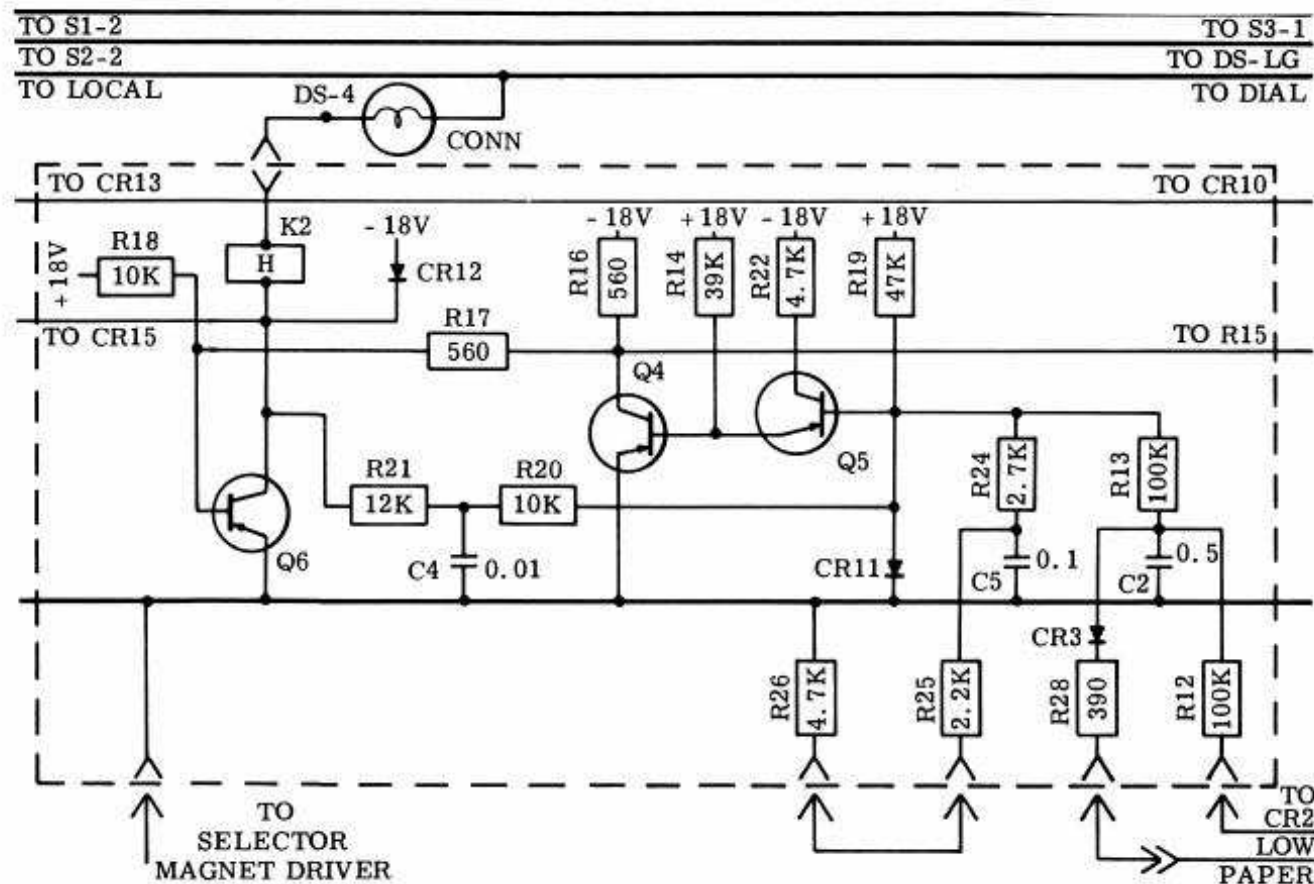 TO S1-2 TO S3-1
TO S2-2 TO DS-LG
TO LOCAL TO DIAL
DS-4
CONN
TO CR13 TO CR10
R18
10K
+18V
K2
H
-18V
CR12
-18V +18V -18V +18V
R16
560
R14
39K
R22
4.7K
R19
47K
TO CR15
R17
560
TO R15
Q4
Q5
R24
2.7K
R13
100K
R21
12K
R20
10K
Q6
C4 0.01
CR11
C5 0.1
C2 0.5
CR3
R26
4.7K
R25
2.2K
R28
390
R12
100K
TO
SELECTOR
MAGNET DRIVER
TO
CR2
LOW
PAPER